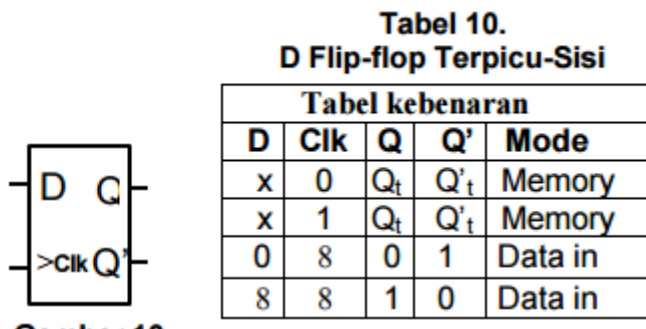 Tabel 10.
D Flip-flop Terpicu-Sisi
Tabel kebenaran
D Clk Q Q’ Mode
x 0 Qt Q’t Memory
x 1 Qt Q’t Memory
0 8 0 1 Data in
8 8 1 0 Data in
D Q
>Clk Q’